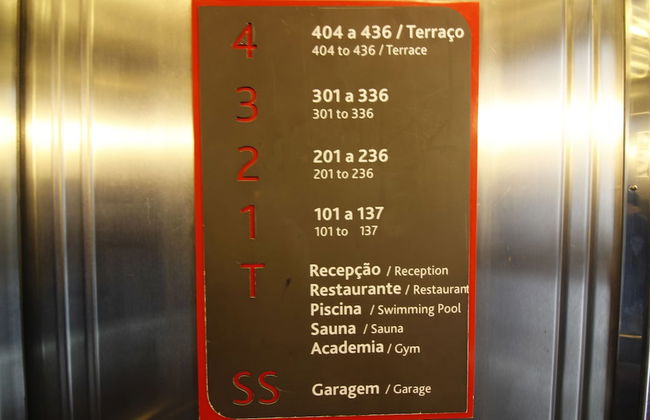 4 404 a 436 / Terraço
404 to 436 / Terrace
3 301 a 336
301 to 336
2 201 a 236
201 to 236
1 101 a 137
101 to 137
T Recepção / Reception
Restaurante / Restaurant
Piscina / Swimming Pool
Sauna / Sauna
Academia / Gym
SS Garagem / Garage